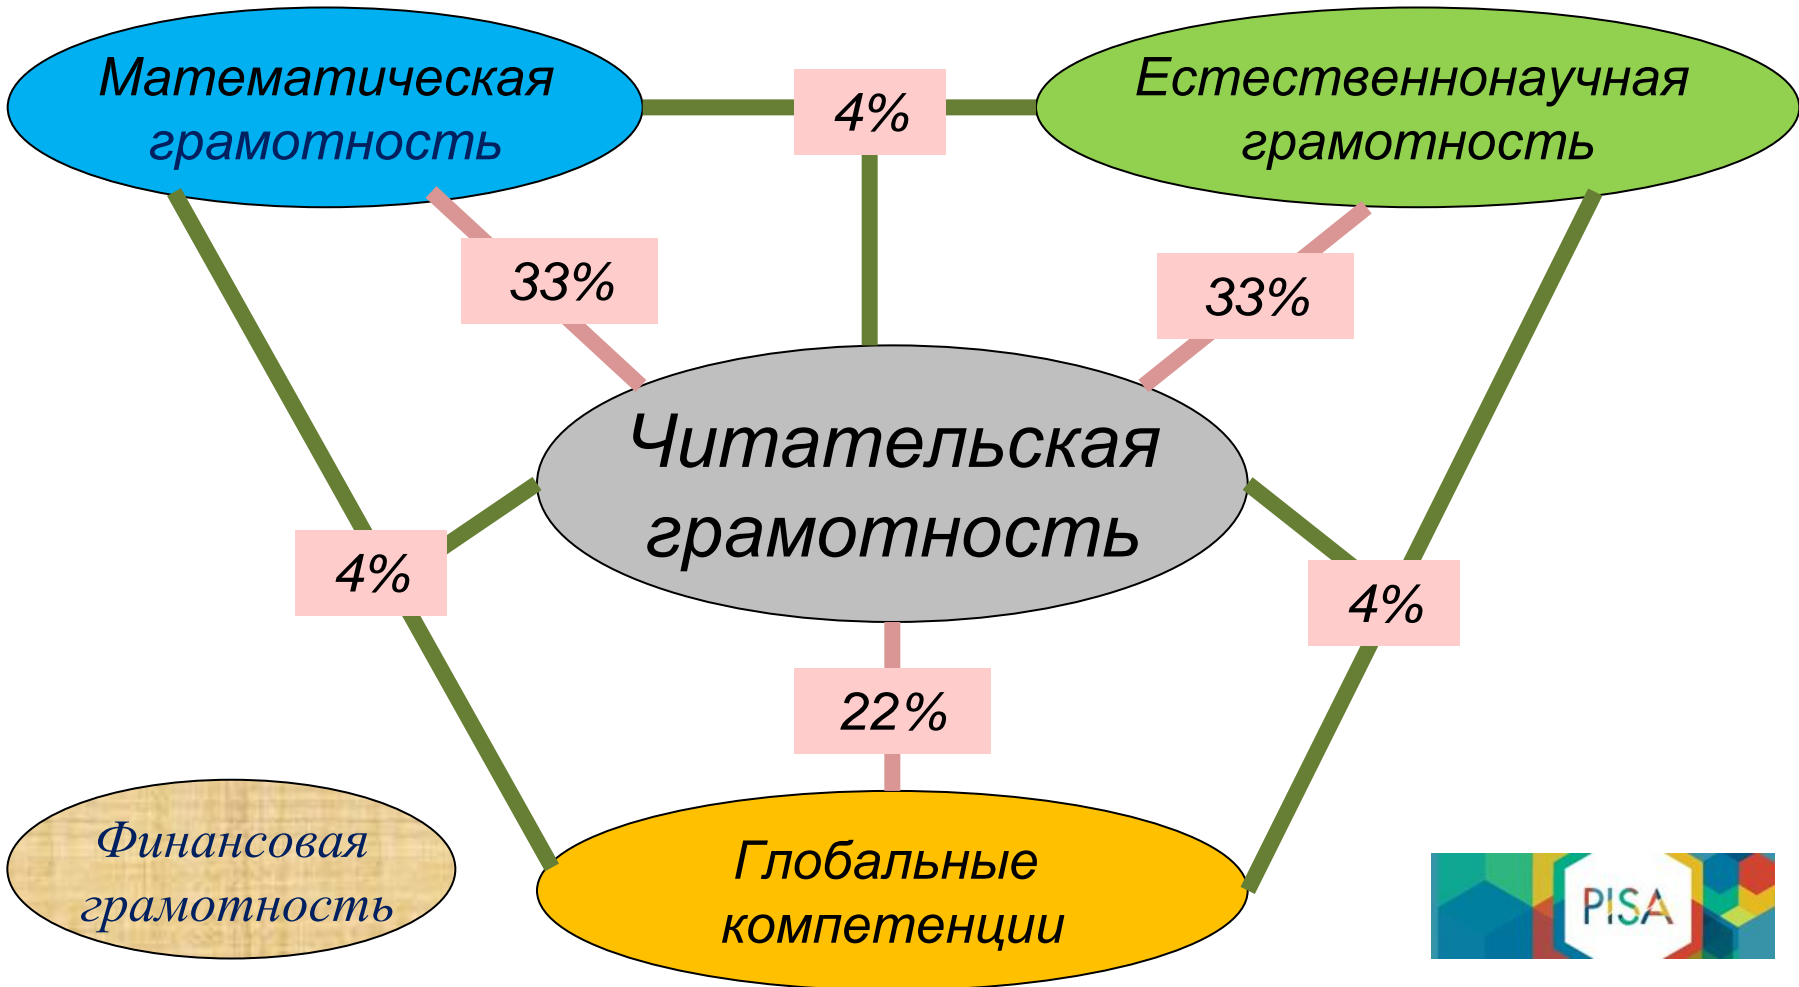 Математическая
грамотность
4%
Естественнонаучная
грамотность
33%
33%
Читательская
грамотность
4%
4%
22%
Финансовая
грамотность
Глобальные
компетенции
PISA